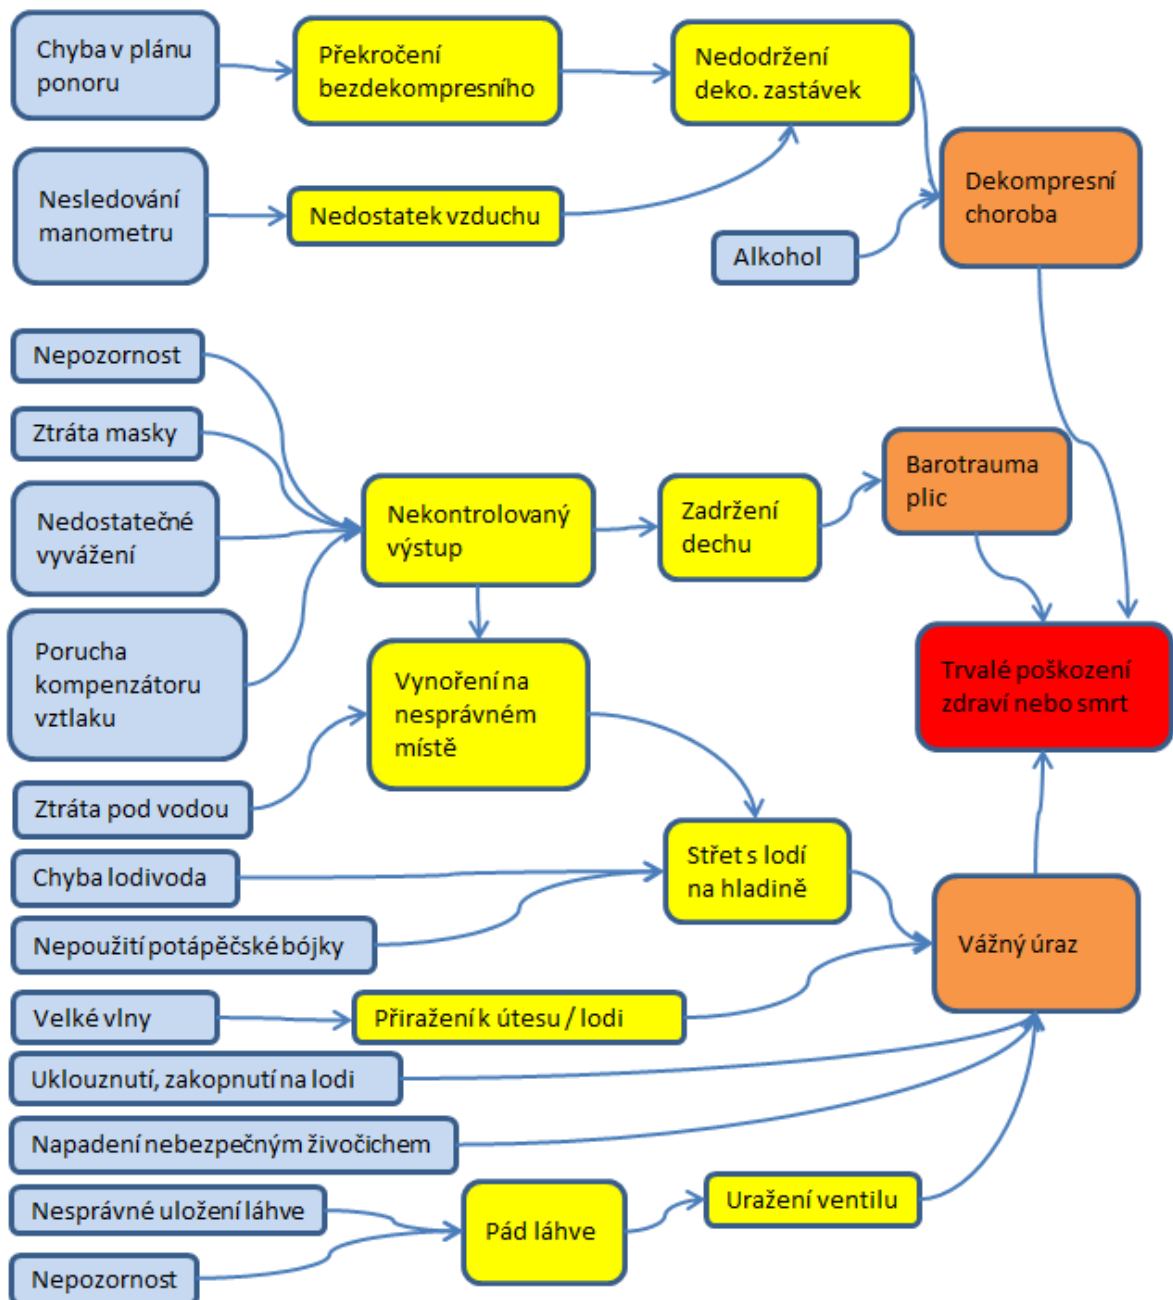 Chyba v plánu
ponoru
Překročení
bezdekompresního
Nedodržení
deko. zastávek
Nesledování
manometru
Nedostatek vzduchu
Alkohol
Dekompresní
choroba
Nepozornost
Ztráta masky
Nedostatečné
vyvážení
Porucha
kompenzátoru
vztlaku
Nekontrolovaný
výstup
Zadržení
dechu
Barotrauma
plic
Vynoření na
nesprávném
místě
Trvalé poškození
zdraví nebo smrt
Ztráta pod vodou
Chyba lodivoda
Nepoužití potápěčské bójky
Střet s lodí
na hladině
Vážný úraz
Velké vlny
Přiražení k útesu / lodi
Uklouznutí, zakopnutí na lodi
Napadení nebezpečným živočichem
Nesprávné uložení láhve
Nepozornost
Pád láhve
Uražení ventilu